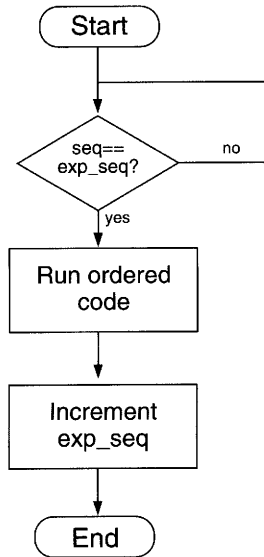 Start
seq==
exp_seq?
no
yes
Run ordered
code
Increment
exp_seq
End